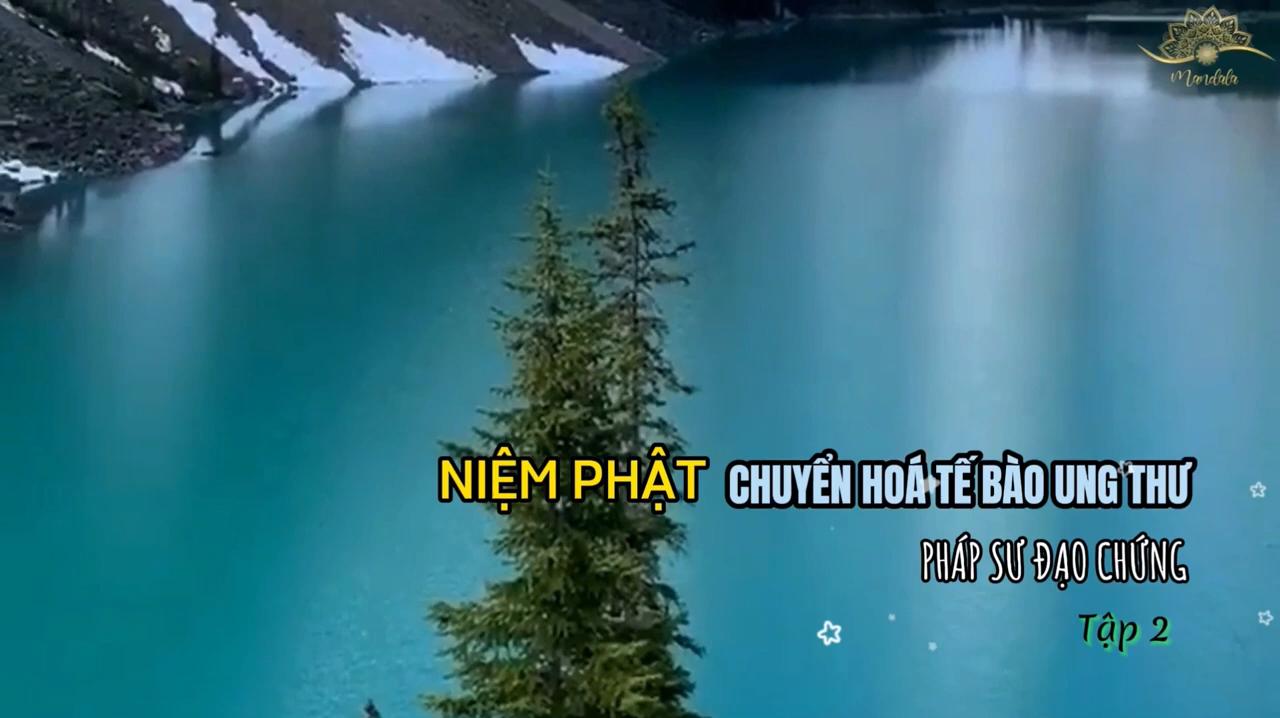 Mandala
NIỆM PHẬT CHUYỂN HOÁ TẾ BÀO UNG THƯ
PHÁP SƯ ĐẠO CHỨNG
Tập 2